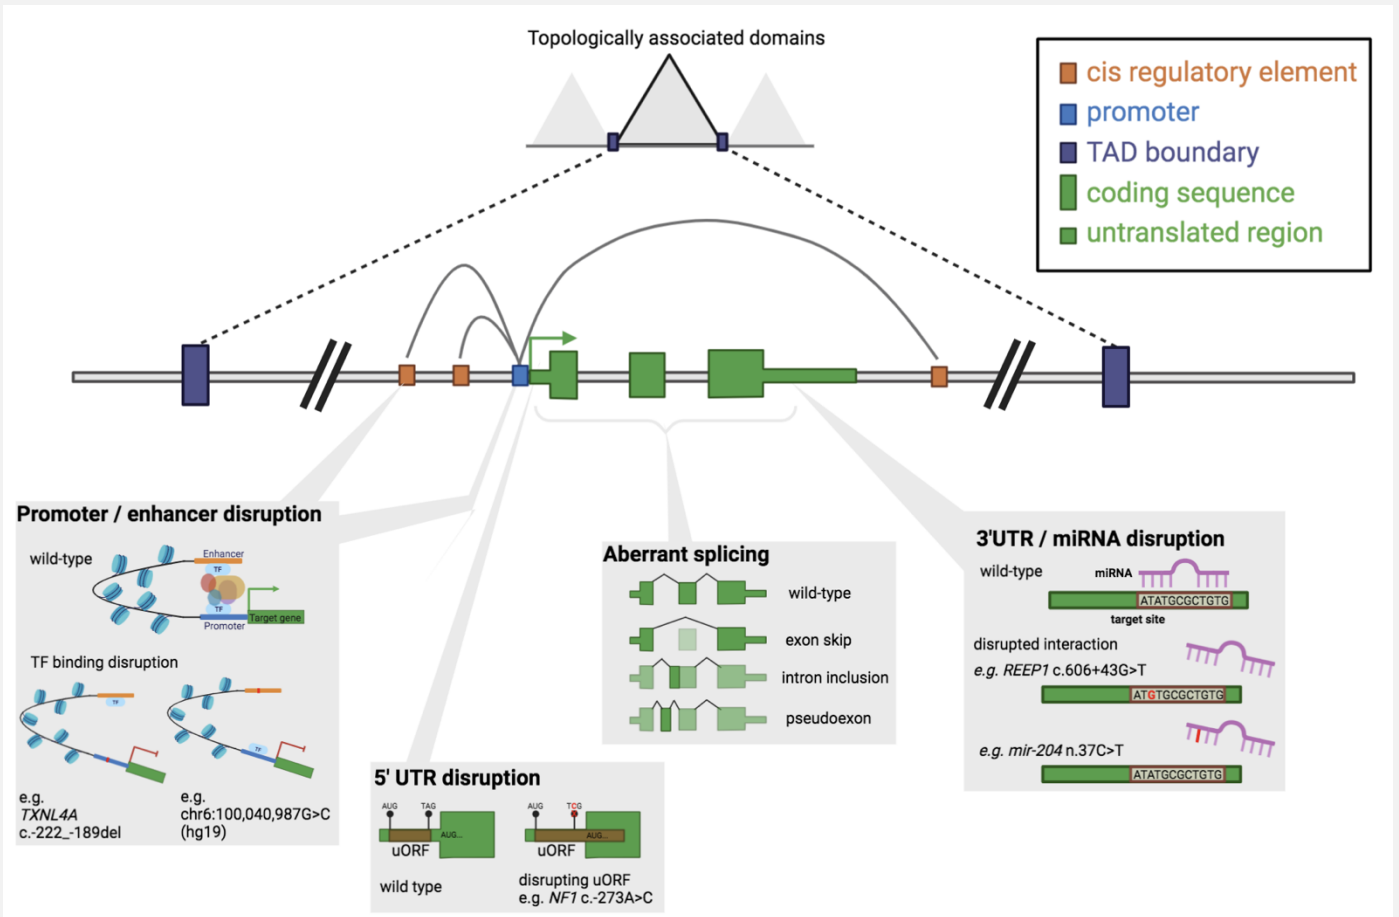 Topologically associated domains
cis regulatory element
promoter
TAD boundary
coding sequence
untranslated region
Promoter / enhancer disruption
wild-type
Enhancer
TF
TF
Target gene
Promoter
TF binding disruption
TF
TF
e.g.
TXNL4A
c.-222_-189del
e.g.
chr6:100,040,987G>C
(hg19)
5' UTR disruption
AUG
TAG
AUG...
uORF
wild type
AUG
TCG
AUG...
uORF
disrupting uORF
e.g. NF1 c.-273A>C
Aberrant splicing
wild-type
exon skip
intron inclusion
pseudoexon
3'UTR / miRNA disruption
wild-type
miRNA
ATATGCGCTGTG
target site
disrupted interaction
e.g. REEP1 c.606+43G>T
ATGTGCGCTGTG
e.g. mir-204 n.37C>T
ATATGCGCTGTG